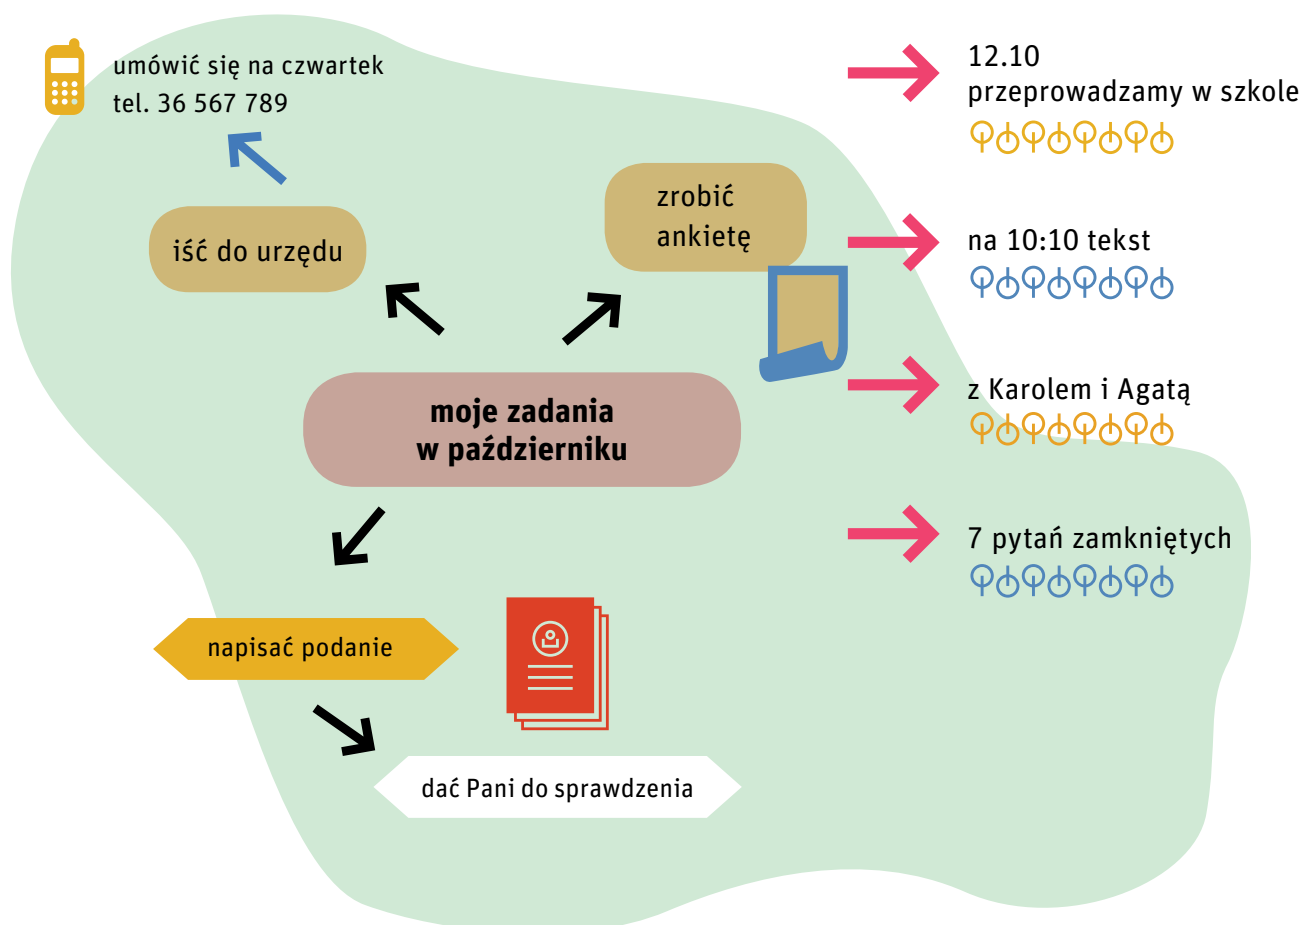 umówić się na czwartek
tel. 36 567 789
iść do urzędu
zrobić
ankietę
moje zadania
w październiku
napisać podanie
dać Pani do sprawdzenia
12.10
przeprowadzamy w szkole
na 10:10 tekst
z Karolem i Agatą
7 pytań zamkniętych